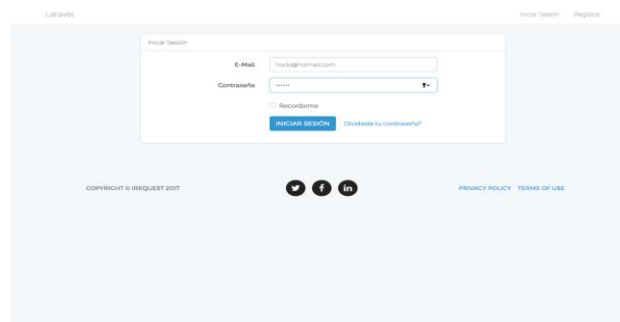 Laravel
Iniciar Sesión Registrar
Iniciar Sesión
E-Mail hodo@hotmail.com
Contraseña ······
Recordarme
INICIAR SESIÓN Olvidaste tu contraseña?
COPYRIGHT © IREQUEST 2017
PRIVACY POLICY TERMS OF USE